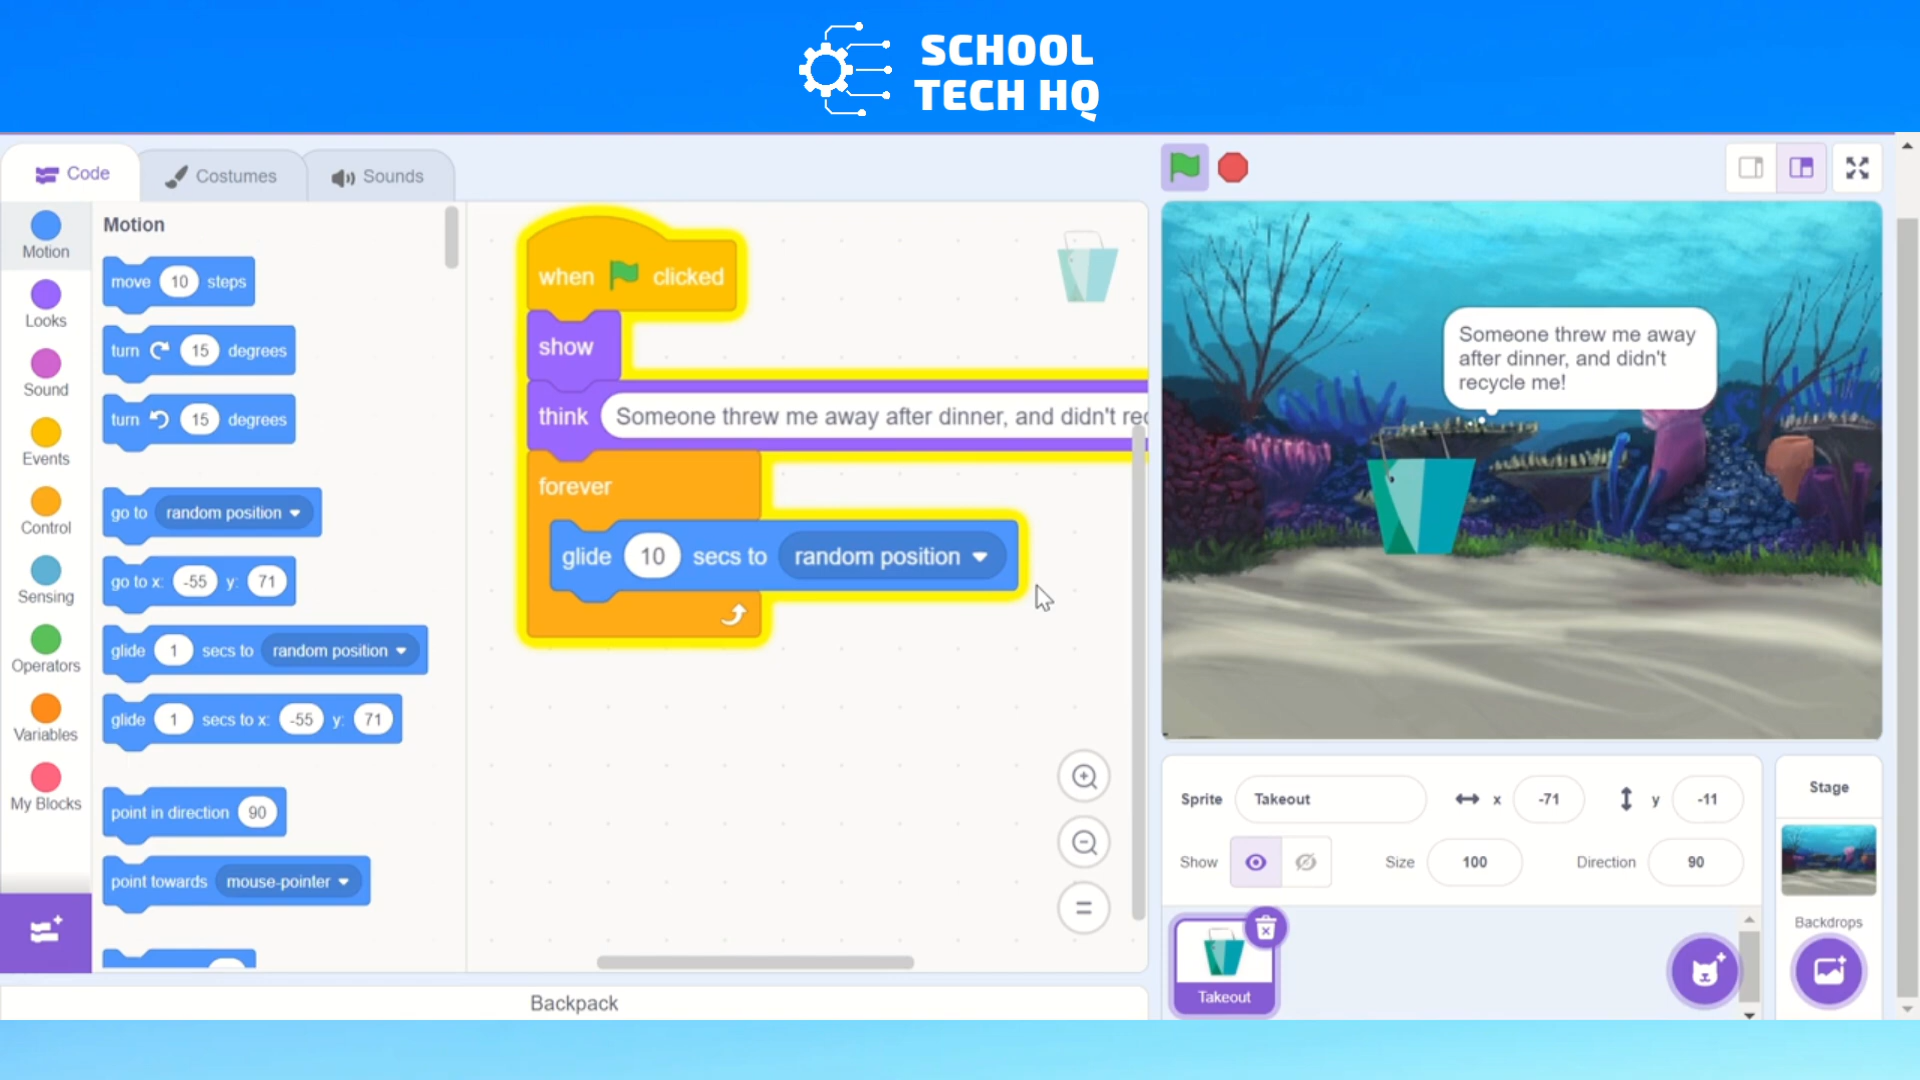 SCHOOL
TECH HQ
Code
Costumes
Sounds
Motion
Looks
Sound
Events
Control
Sensing
Operators
Variables
My Blocks
Motion
move 10 steps
turn 15 degrees
turn 15 degrees
go to random position
go to x: -55 y: 71
glide 1 secs to random position
glide 1 secs to x: -55 y: 71
point in direction 90
point towards mouse-pointer
when clicked
show
think Someone threw me away after dinner, and didn't rec
forever
glide 10 secs to random position
Backpack
Someone threw me away
after dinner, and didn't
recycle me!
Sprite Takeout x -71 y -11
Show Size 100 Direction 90
Takeout
Stage
Backdrops